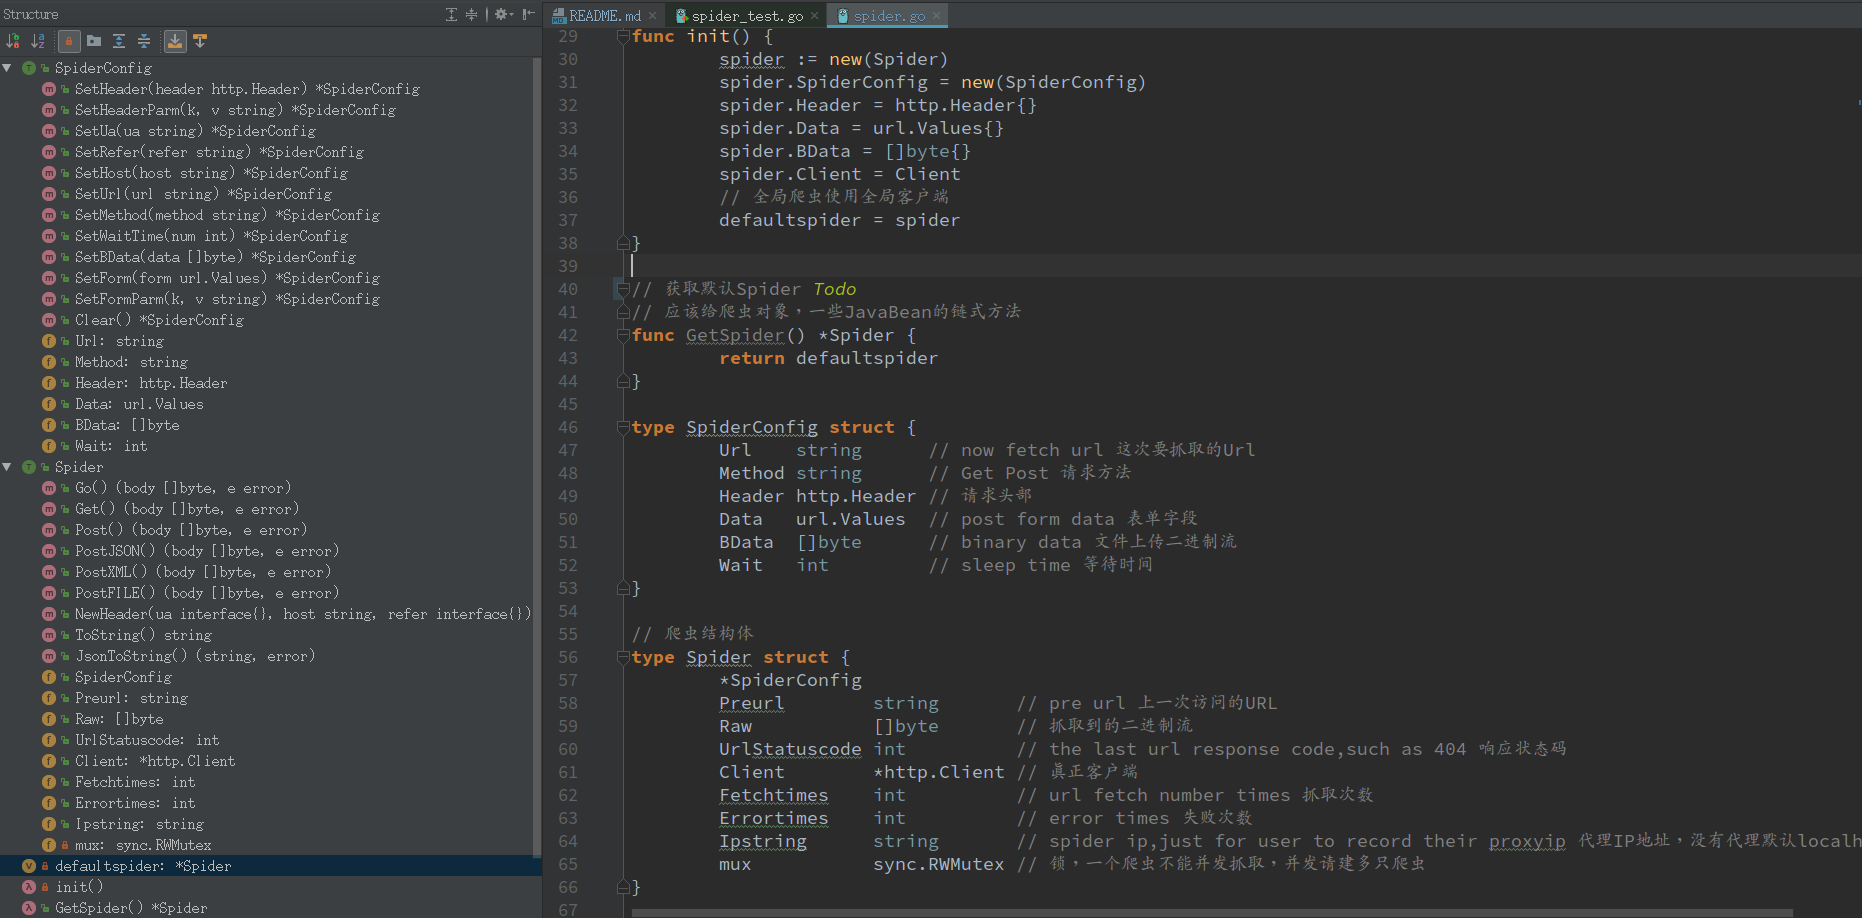 Structure
SpiderConfig
SetHeader(header http.Header) *SpiderConfig
SetHeaderParm(k, v string) *SpiderConfig
SetUa(ua string) *SpiderConfig
SetRefer(refer string) *SpiderConfig
SetHost(host string) *SpiderConfig
SetUrl(url string) *SpiderConfig
SetMethod(method string) *SpiderConfig
SetWaitTime(num int) *SpiderConfig
SetBData(data []byte) *SpiderConfig
SetForm(form url.Values) *SpiderConfig
SetFormParm(k, v string) *SpiderConfig
Clear() *SpiderConfig
Url: string
Method: string
Header: http.Header
Data: url.Values
BData: []byte
Wait: int
Spider
Go() (body []byte, e error)
Get() (body []byte, e error)
Post() (body []byte, e error)
PostJSON() (body []byte, e error)
PostXML() (body []byte, e error)
PostFILE() (body []byte, e error)
NewHeader(ua interface{}, host string, refer interface{})
ToString() string
JsonToString() (string, error)
SpiderConfig
Preurl: string
Raw: []byte
UrlStatuscode: int
Client: *http.Client
Fetchtimes: int
Errortimes: int
Ipstring: string
mux: sync.RWMutex
defaultspider: *Spider
init()
GetSpider() *Spider
README.md spider_test.go spider.go
29 func init() {
30 spider := new(Spider)
31 spider.SpiderConfig = new(SpiderConfig)
32 spider.Header = http.Header{}
33 spider.Data = url.Values{}
34 spider.BData = []byte{}
35 spider.Client = Client
36 // 全局爬虫使用全局客户端
37 defaultspider = spider
38 }
39
40 // 获取默认Spider Todo
41 // 应该给爬虫对象，一些JavaBean的链式方法
42 func GetSpider() *Spider {
43 return defaultspider
44 }
45
46 type SpiderConfig struct {
47 Url string // now fetch url 这次要抓取的Url
48 Method string // Get Post 请求方法
49 Header http.Header // 请求头部
50 Data url.Values // post form data 表单字段
51 BData []byte // binary data 文件上传二进制流
52 Wait int // sleep time 等待时间
53 }
54
55 // 爬虫结构体
56 type Spider struct {
57 *SpiderConfig
58 Preurl string // pre url 上一次访问的URL
59 Raw []byte // 抓取到的二进制流
60 UrlStatuscode int // the last url response code,such as 404 响应状态码
61 Client *http.Client // 真正客户端
62 Fetchtimes int // url fetch number times 抓取次数
63 Errortimes int // error times 失败次数
64 Ipstring string // spider ip,just for user to record their proxyip 代理IP地址，没有代理默认localh
65 mux sync.RWMutex // 锁，一个爬虫不能并发抓取，并发请建多只爬虫
66 }
67